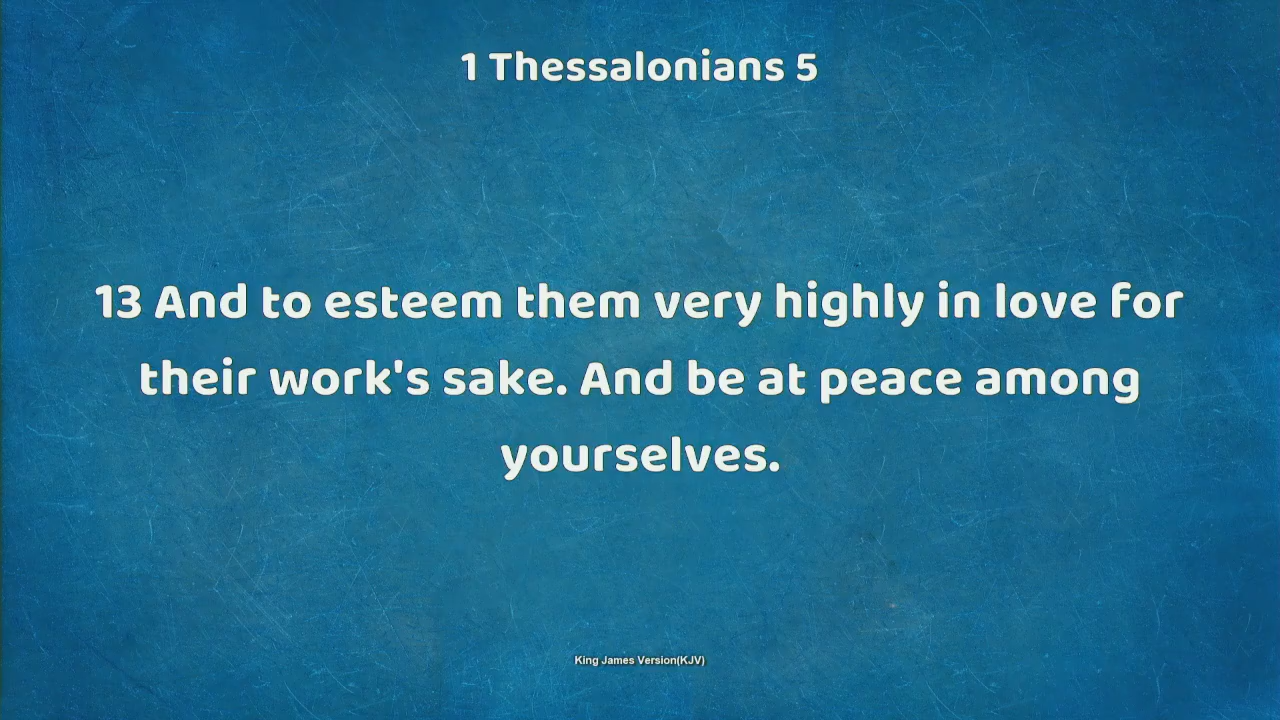 1 Thessalonians 5
13 And to esteem them very highly in love for
their work's sake. And be at peace among
yourselves.
King James Version(KJV)